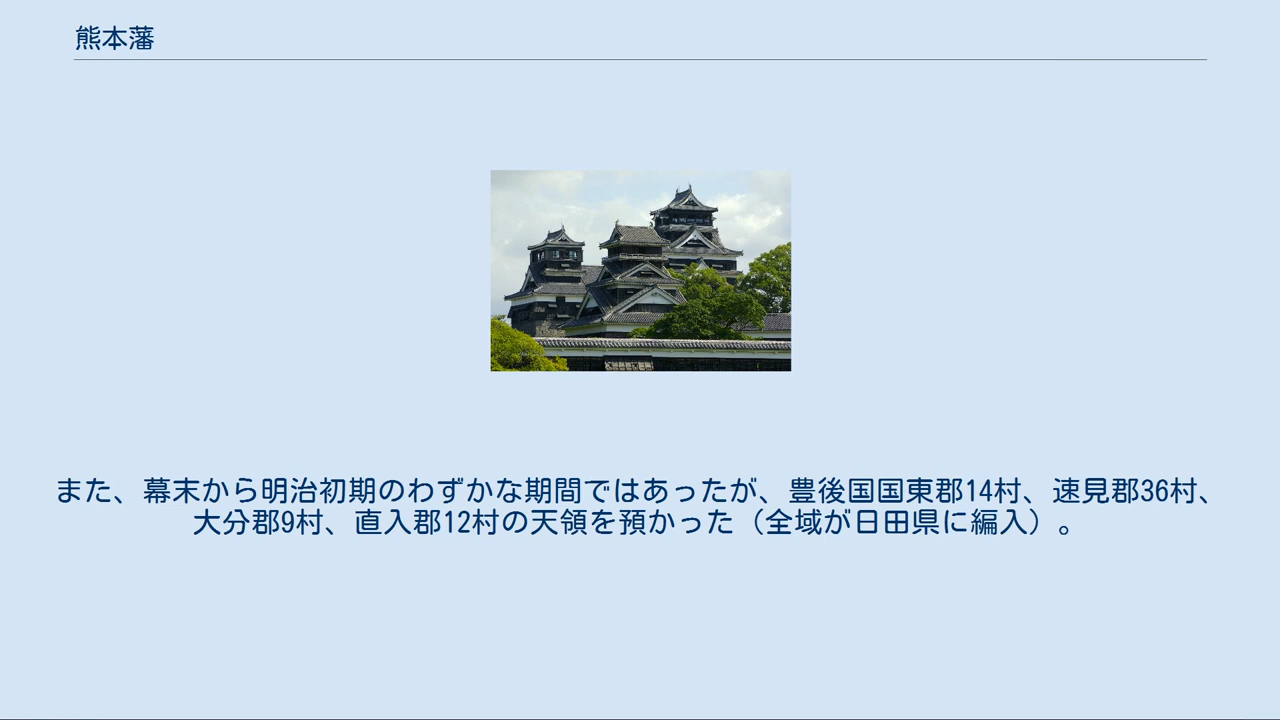 熊本藩
また、幕末から明治初期のわずかな期間ではあったが、豊後国国東郡14村、速見郡36村、
大分郡9村、直入郡12村の天領を預かった（全域が日田県に編入）。